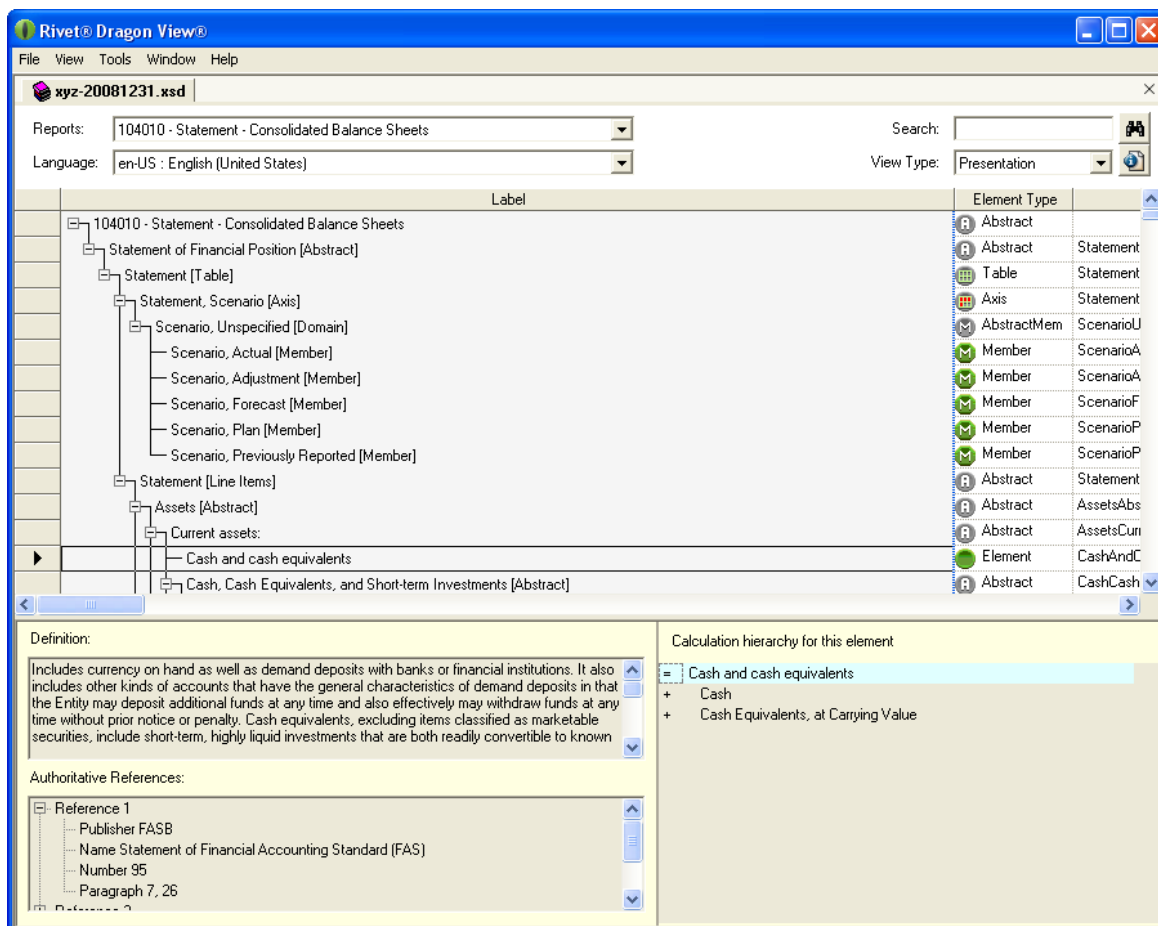 Rivet® Dragon View®
File View Tools Window Help
xyz-20081231.xsd
Reports: 104010 - Statement - Consolidated Balance Sheets Search:
Language: en-US : English (United States) View Type: Presentation
Label Element Type
104010 - Statement - Consolidated Balance Sheets Abstract
Statement of Financial Position [Abstract] Abstract Statement
Statement [Table] Table Statement
Statement, Scenario [Axis] Axis Statement
Scenario, Unspecified [Domain] AbstractMem ScenarioU
Scenario, Actual [Member] Member ScenarioA
Scenario, Adjustment [Member] Member ScenarioA
Scenario, Forecast [Member] Member ScenarioF
Scenario, Plan [Member] Member ScenarioP
Scenario, Previously Reported [Member] Member ScenarioP
Statement [Line Items] Abstract Statement
Assets [Abstract] Abstract AssetsAbs
Current assets: Abstract AssetsCurr
Cash and cash equivalents Element CashAndC
Cash, Cash Equivalents, and Short-term Investments [Abstract] Abstract CashCash
Definition:
Includes currency on hand as well as demand deposits with banks or financial institutions. It also
includes other kinds of accounts that have the general characteristics of demand deposits in that
the Entity may deposit additional funds at any time and also effectively may withdraw funds at any
time without prior notice or penalty. Cash equivalents, excluding items classified as marketable
securities, include short-term, highly liquid investments that are both readily convertible to known
Authoritative References:
Reference 1
Publisher FASB
Name Statement of Financial Accounting Standard (FAS)
Number 95
Paragraph 7, 26
Calculation hierarchy for this element
= Cash and cash equivalents
+ Cash
+ Cash Equivalents, at Carrying Value